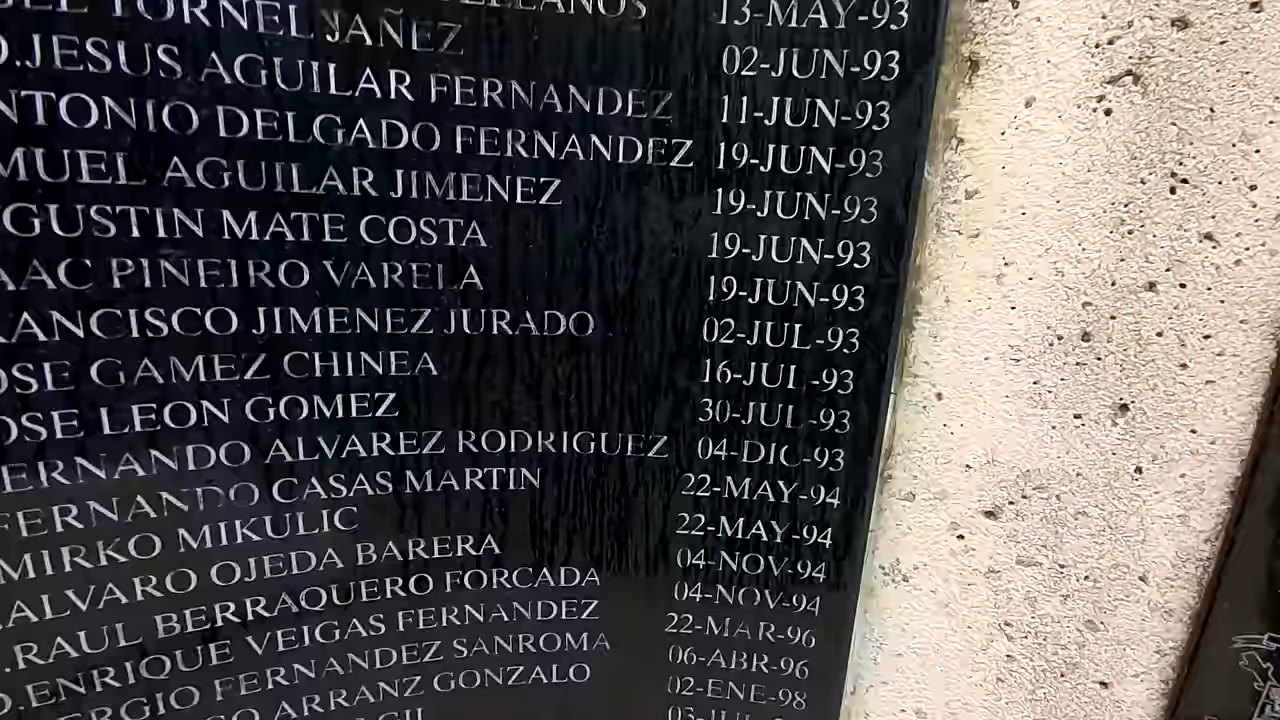 13-MAY-93
TORNEL JAÑEZ 02-JUN-93
D.JESUS AGUILAR FERNANDEZ 11-JUN-93
NTONIO DELGADO FERNANDEZ 19-JUN-93
MUEL AGUILAR JIMENEZ 19-JUN-93
GUSTIN MATE COSTA 19-JUN-93
AAC PIÑEIRO VARELA 19-JUN-93
RANCISCO JIMENEZ JURADO 02-JUL-93
OSE GAMEZ CHINEA 16-JUL-93
OSE LEON GOMEZ 30-JUL-93
ERNANDO ALVAREZ RODRIGUEZ 04-DIC-93
FERNANDO CASAS MARTIN 22-MAY-94
MIRKO MIKULIC 22-MAY-94
.ALVARO OJEDA BARERA 04-NOV-94
.RAUL BERRAQUERO FORCADA 04-NOV-94
D.ENRIQUE VEIGAS FERNANDEZ 22-MAR-96
ERGIO FERNANDEZ SANROMA 06-ABR-96
ARRANZ GONZALO 02-ENE-98